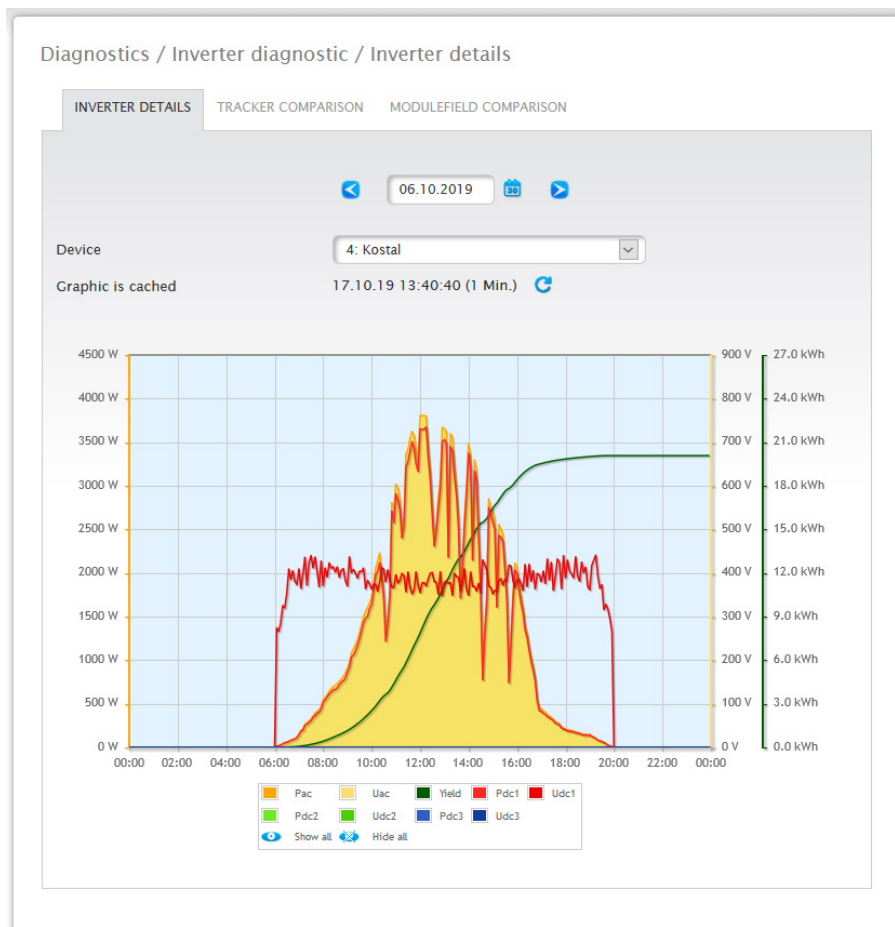 Diagnostics / Inverter diagnostic / Inverter details
INVERTER DETAILS TRACKER COMPARISON MODULEFIELD COMPARISON
06.10.2019 30
Device 4: Kostal
Graphic is cached 17.10.19 13:40:40 (1 Min.)
4500 W 900 V 27.0 kWh
4000 W 800 V 24.0 kWh
3500 W 700 V 21.0 kWh
3000 W 600 V 18.0 kWh
2500 W 500 V 15.0 kWh
2000 W 400 V 12.0 kWh
1500 W 300 V 9.0 kWh
1000 W 200 V 6.0 kWh
500 W 100 V 3.0 kWh
0 W 0 V 0.0 kWh
00:00 02:00 04:00 06:00 08:00 10:00 12:00 14:00 16:00 18:00 20:00 22:00 00:00
Pac Uac Yield Pdc1 Udc1
Pdc2 Udc2 Pdc3 Udc3
Show all Hide all